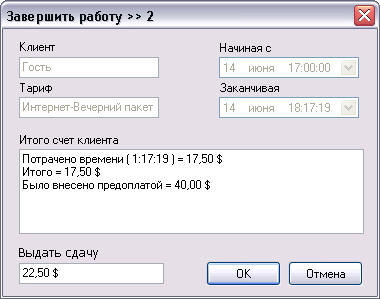 Завершить работу >> 2
Клиент
Начиная с
Гость
14 июня 17:00:00
Тариф
Заканчивая
Интернет-Вечерний пакет
14 июня 18:17:19
Итого счет клиента
Потрачено времени ( 1:17:19 ) = 17,50 $
Итого = 17,50 $
Было внесено предоплатой = 40,00 $
Выдать сдачу
22,50 $
OK
Отмена